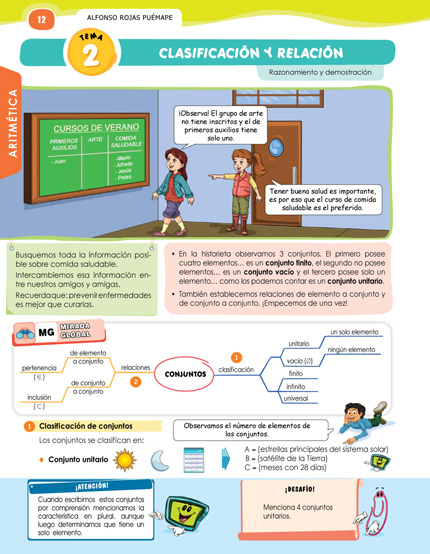 12
ALFONSO ROJAS PUÉMAPE
TEMA
2
CLASIFICACIÓN Y RELACIÓN
Razonamiento y demostración
ARITMÉTICA
CURSOS DE VERANO
PRIMEROS
AUXILIOS
ARTE
COMIDA
SALUDABLE
- Juan
-Mario
- Alfredo
- Jesús
- Pedro
¡Observa! El grupo de arte
no tiene inscritos y el de
primeros auxilios tiene
solo uno.
Tener buena salud es importante,
es por eso que el curso de comida
saludable es el preferido.
Busquemos toda la información posi-
ble sobre comida saludable.
Intercambiemos esa información en-
tre nuestros amigos y amigas.
Recuerda que: prevenir enfermedades
es mejor que curarlas.
• En la historieta observamos 3 conjuntos. El primero posee
cuatro elementos... es un conjunto finito, el segundo no posee
elementos... es un conjunto vacío y el tercero posee solo un
elemento... como los podemos contar es un conjunto unitario.
• También establecemos relaciones de elemento a conjunto y
de conjunto a conjunto. ¡Empecemos de una vez!
MG
MIRADA
GLOBAL
pertenencia
(∈)
de elemento
a conjunto
inclusión
(⊂)
de conjunto
a conjunto
relaciones
2
CONJUNTOS
1
clasificación
unitario
un solo elemento
vacío (∅)
ningún elemento
finito
infinito
universal
1 Clasificación de conjuntos
Los conjuntos se clasifican en:
♦ Conjunto unitario
Observamos el número de elementos de
los conjuntos.
A = (estrellas principales del sistema solar)
B = (satélite de la Tierra)
C = (meses con 28 días)
¡ATENCIÓN!
Cuando escribimos estos conjuntos
por comprensión mencionamos la
característica en plural, aunque
luego determinamos que tiene un
solo elemento.
¡DESAFÍO!
Menciona 4 conjuntos
unitarios.